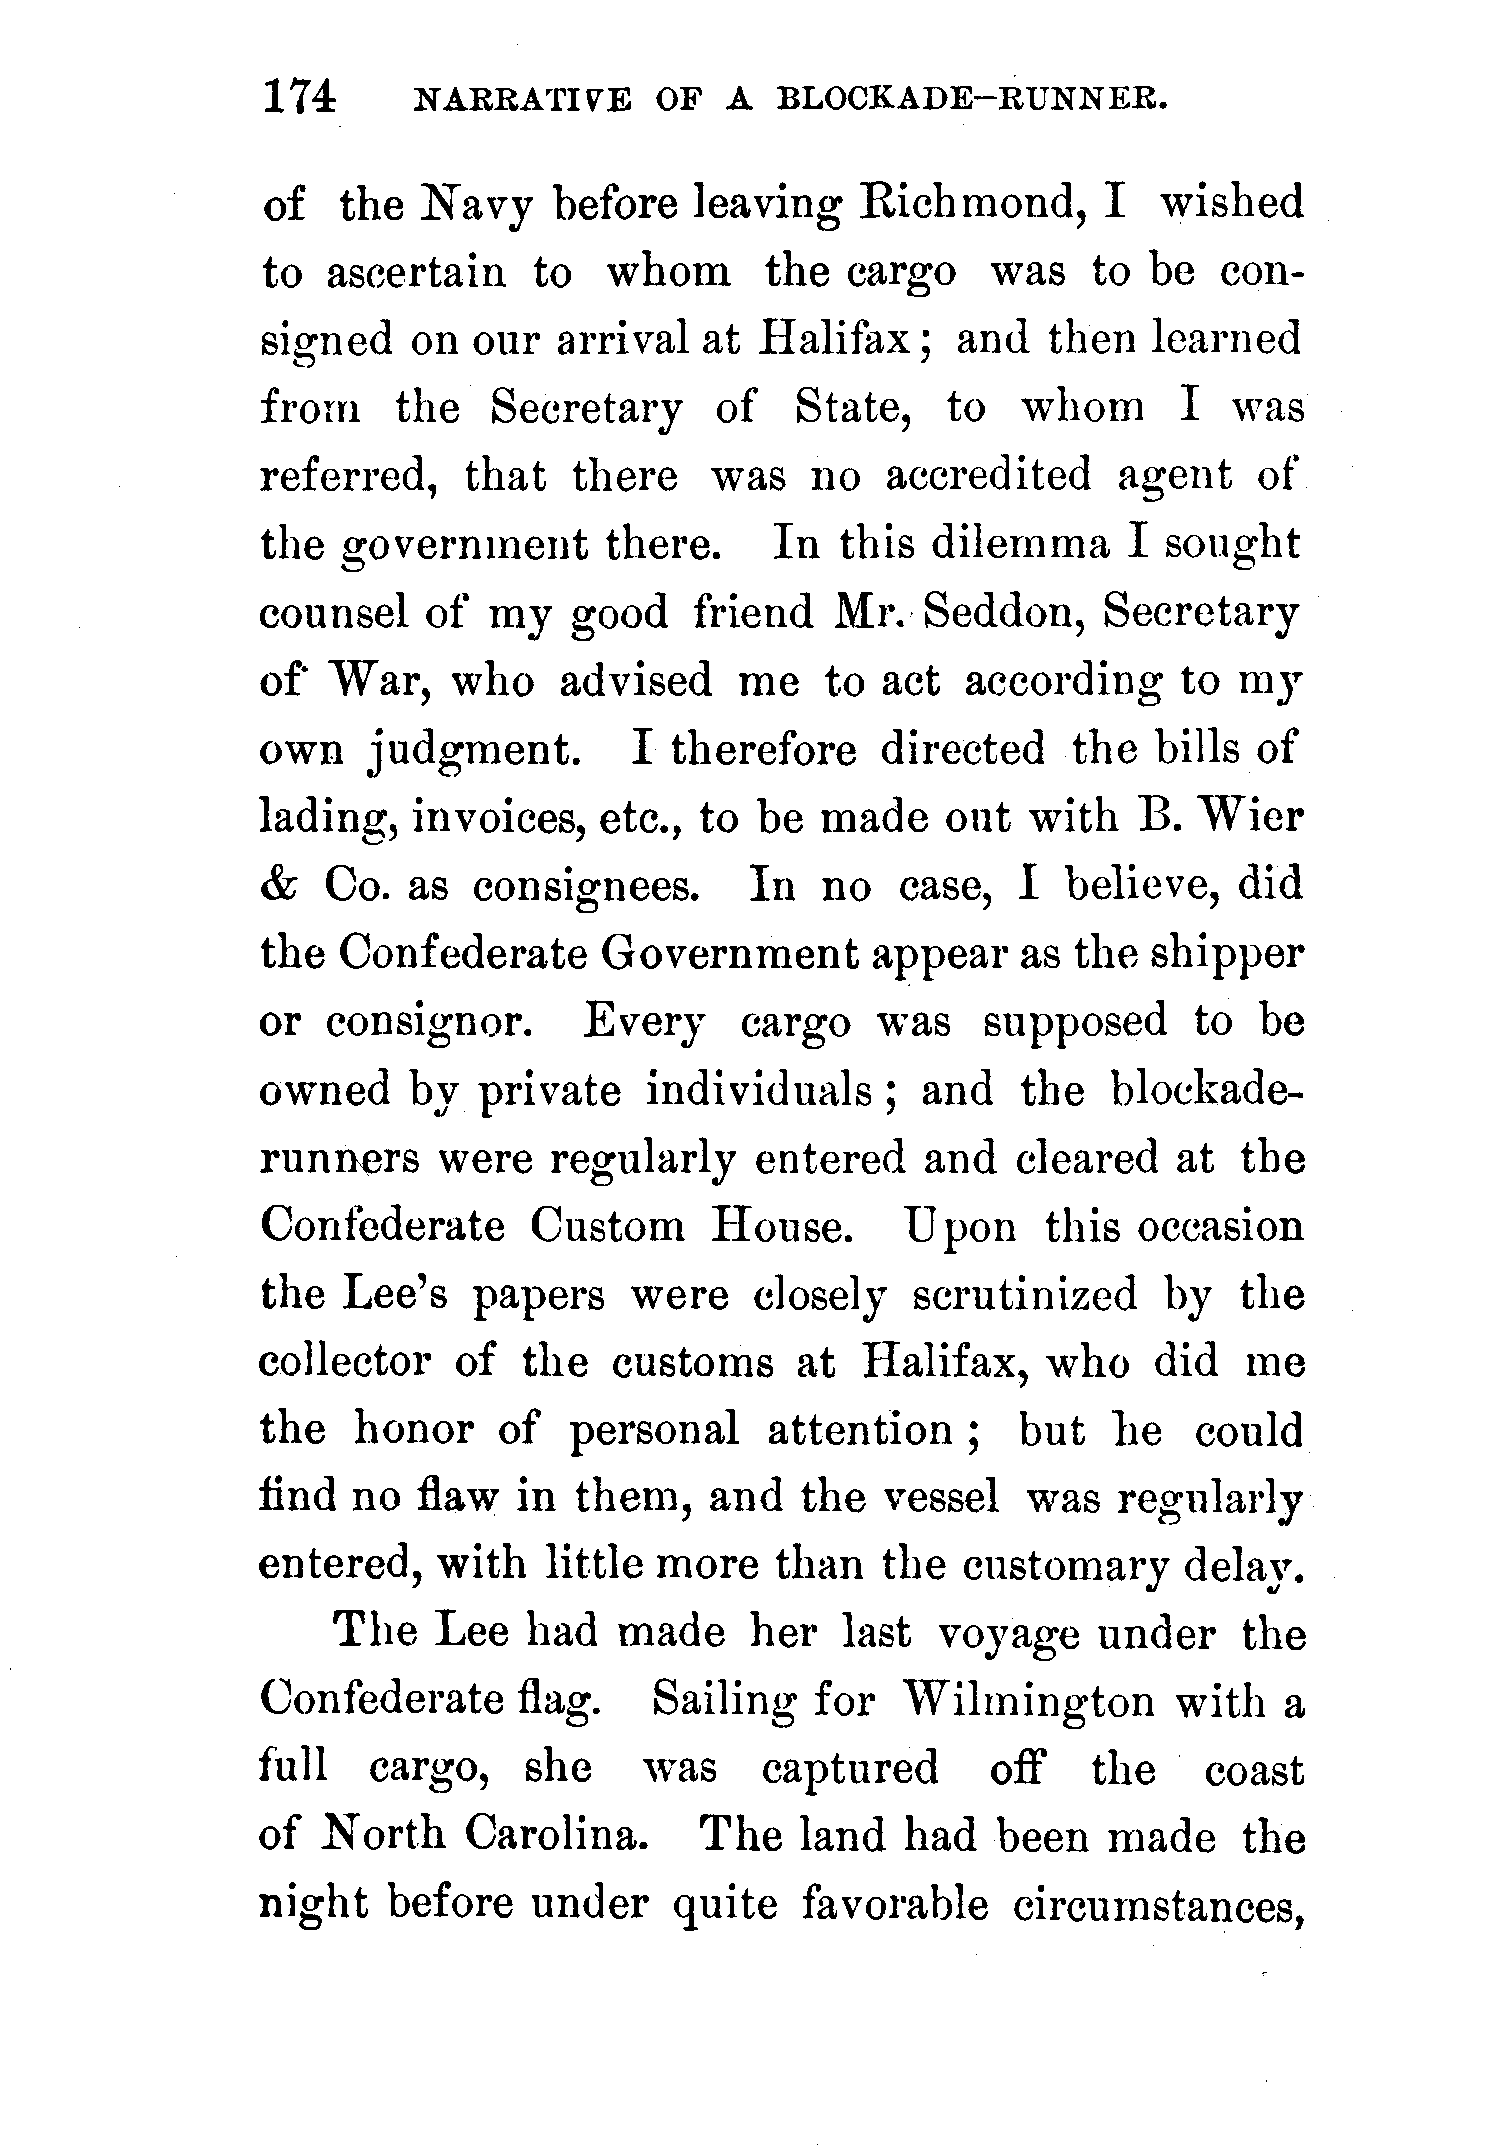 174 NARRATIVE OF A BLOCKADE-RUNNER.
of the Navy before leaving Richmond, I wished
to ascertain to whom the cargo was to be con-
signed on our arrival at Halifax; and then learned
from the Secretary of State, to whom I was
referred, that there was no accredited agent of
the government there. In this dilemma I sought
counsel of my good friend Mr. Seddon, Secretary
of War, who advised me to act according to my
own judgment. I therefore directed the bills of
lading, invoices, etc., to be made out with B. Wier
& Co. as consignees. In no case, I believe, did
the Confederate Government appear as the shipper
or consignor. Every cargo was supposed to be
owned by private individuals; and the blockade-
runners were regularly entered and cleared at the
Confederate Custom House. Upon this occasion
the Lee's papers were closely scrutinized by the
collector of the customs at Halifax, who did me
the honor of personal attention; but he could
find no flaw in them, and the vessel was regularly
entered, with little more than the customary delay.
The Lee had made her last voyage under the
Confederate flag. Sailing for Wilmington with a
full cargo, she was captured off the coast
of North Carolina. The land had been made the
night before under quite favorable circumstances,